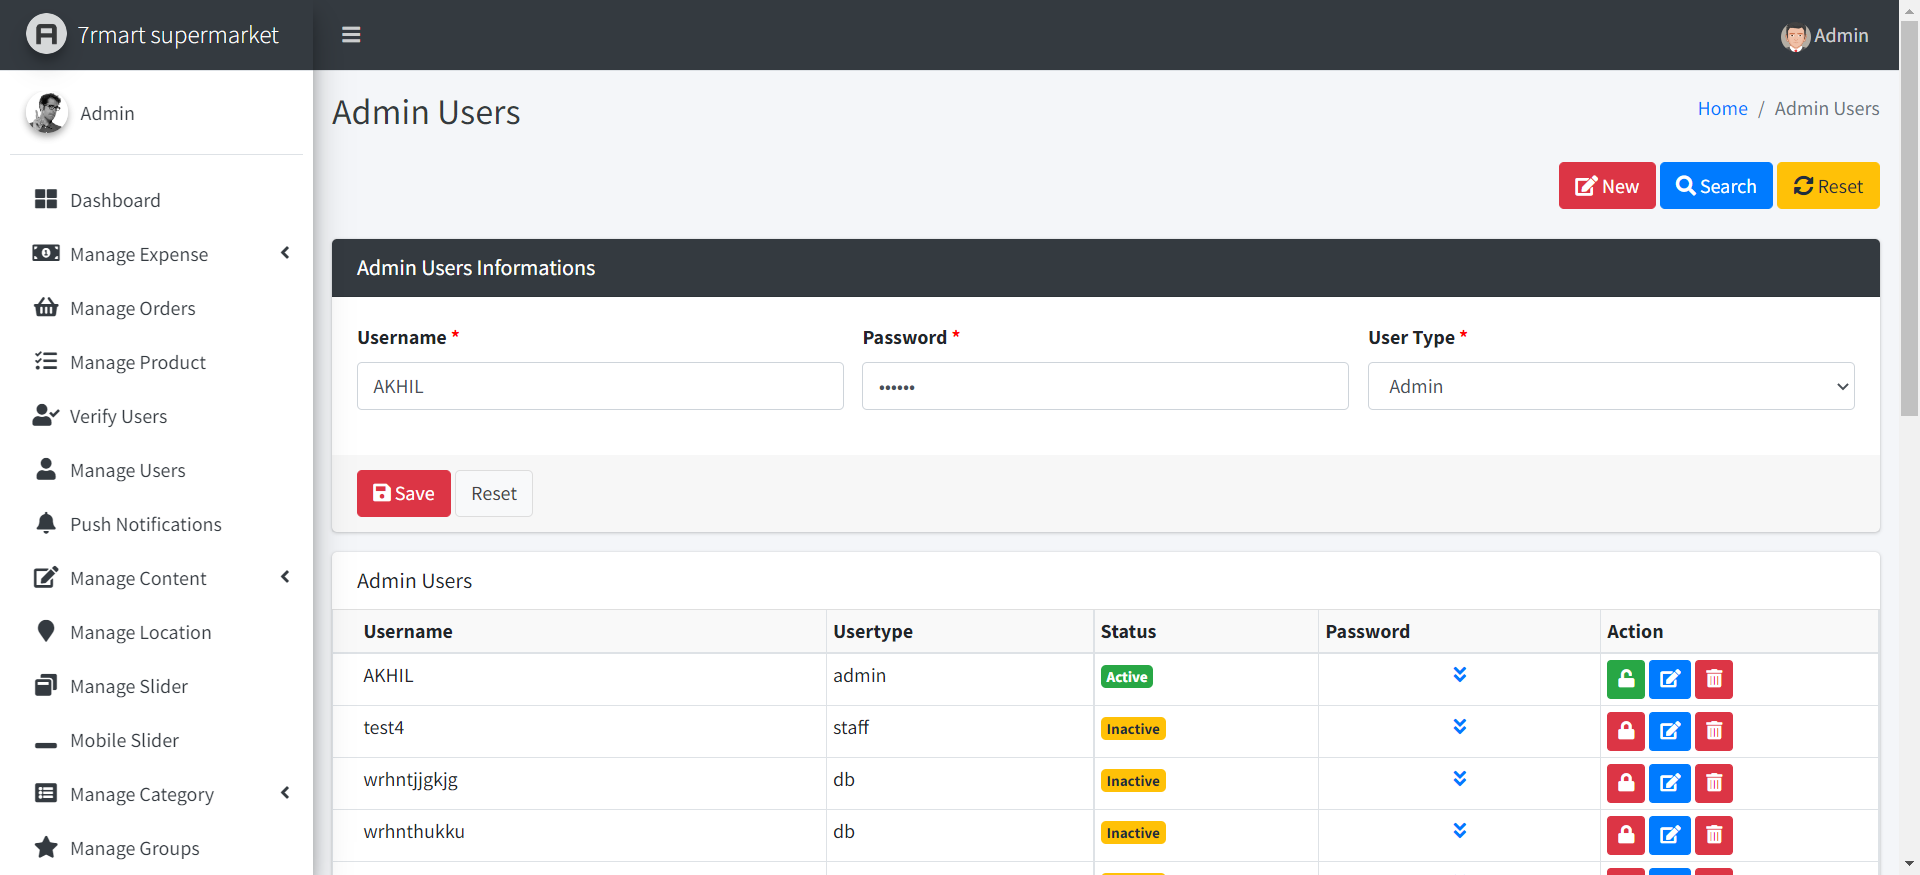 7rmart supermarket
Admin
Admin
Dashboard
Manage Expense
Manage Orders
Manage Product
Verify Users
Manage Users
Push Notifications
Manage Content
Manage Location
Manage Slider
Mobile Slider
Manage Category
Manage Groups
Admin Users
Home / Admin Users
New Search Reset
Admin Users Informations
Username * Password * User Type *
AKHIL •••••• Admin
Save Reset
Admin Users
Username Usertype Status Password Action
AKHIL admin Active
test4 staff Inactive
wrhntjjgkjg db Inactive
wrhnthukku db Inactive